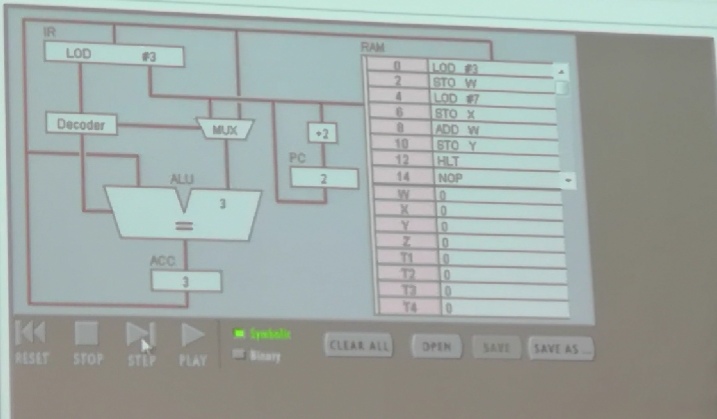 IR
LOD #3
Decoder
MUX
+2
PC
2
ALU
3
=
ACC
3
RAM
0 LOD #3
2 STO W
4 LOD #7
6 STO X
8 ADD W
10 STO Y
12 HLT
14 NOP
W 0
X 0
Y 0
Z 0
T1 0
T2 0
T3 0
T4 0
RESET STOP STEP PLAY
Symbolic
Binary
CLEAR ALL OPEN SAVE SAVE AS ...